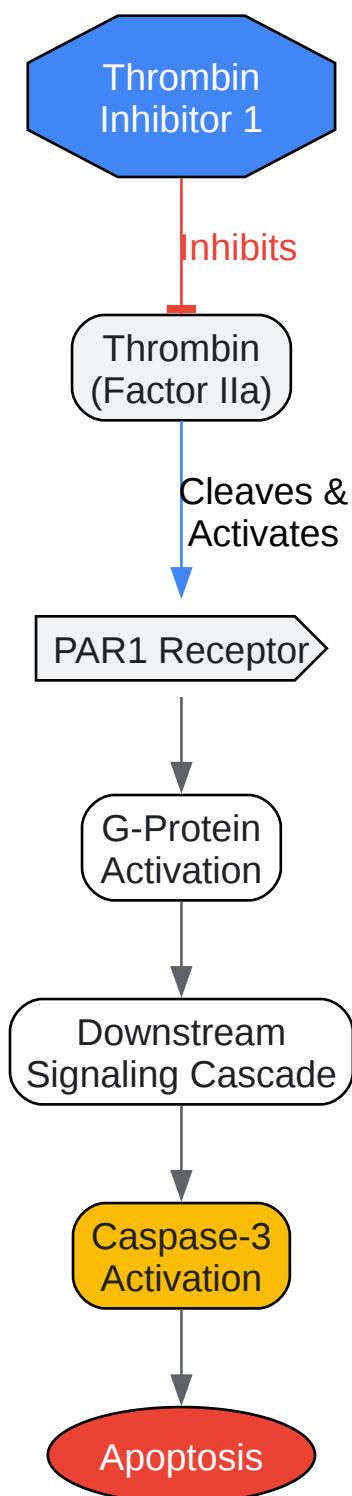 Thrombin
Inhibitor 1
Inhibits
Thrombin
(Factor IIa)
Cleaves &
Activates
PAR1 Receptor
G-Protein
Activation
Downstream
Signaling Cascade
Caspase-3
Activation
Apoptosis